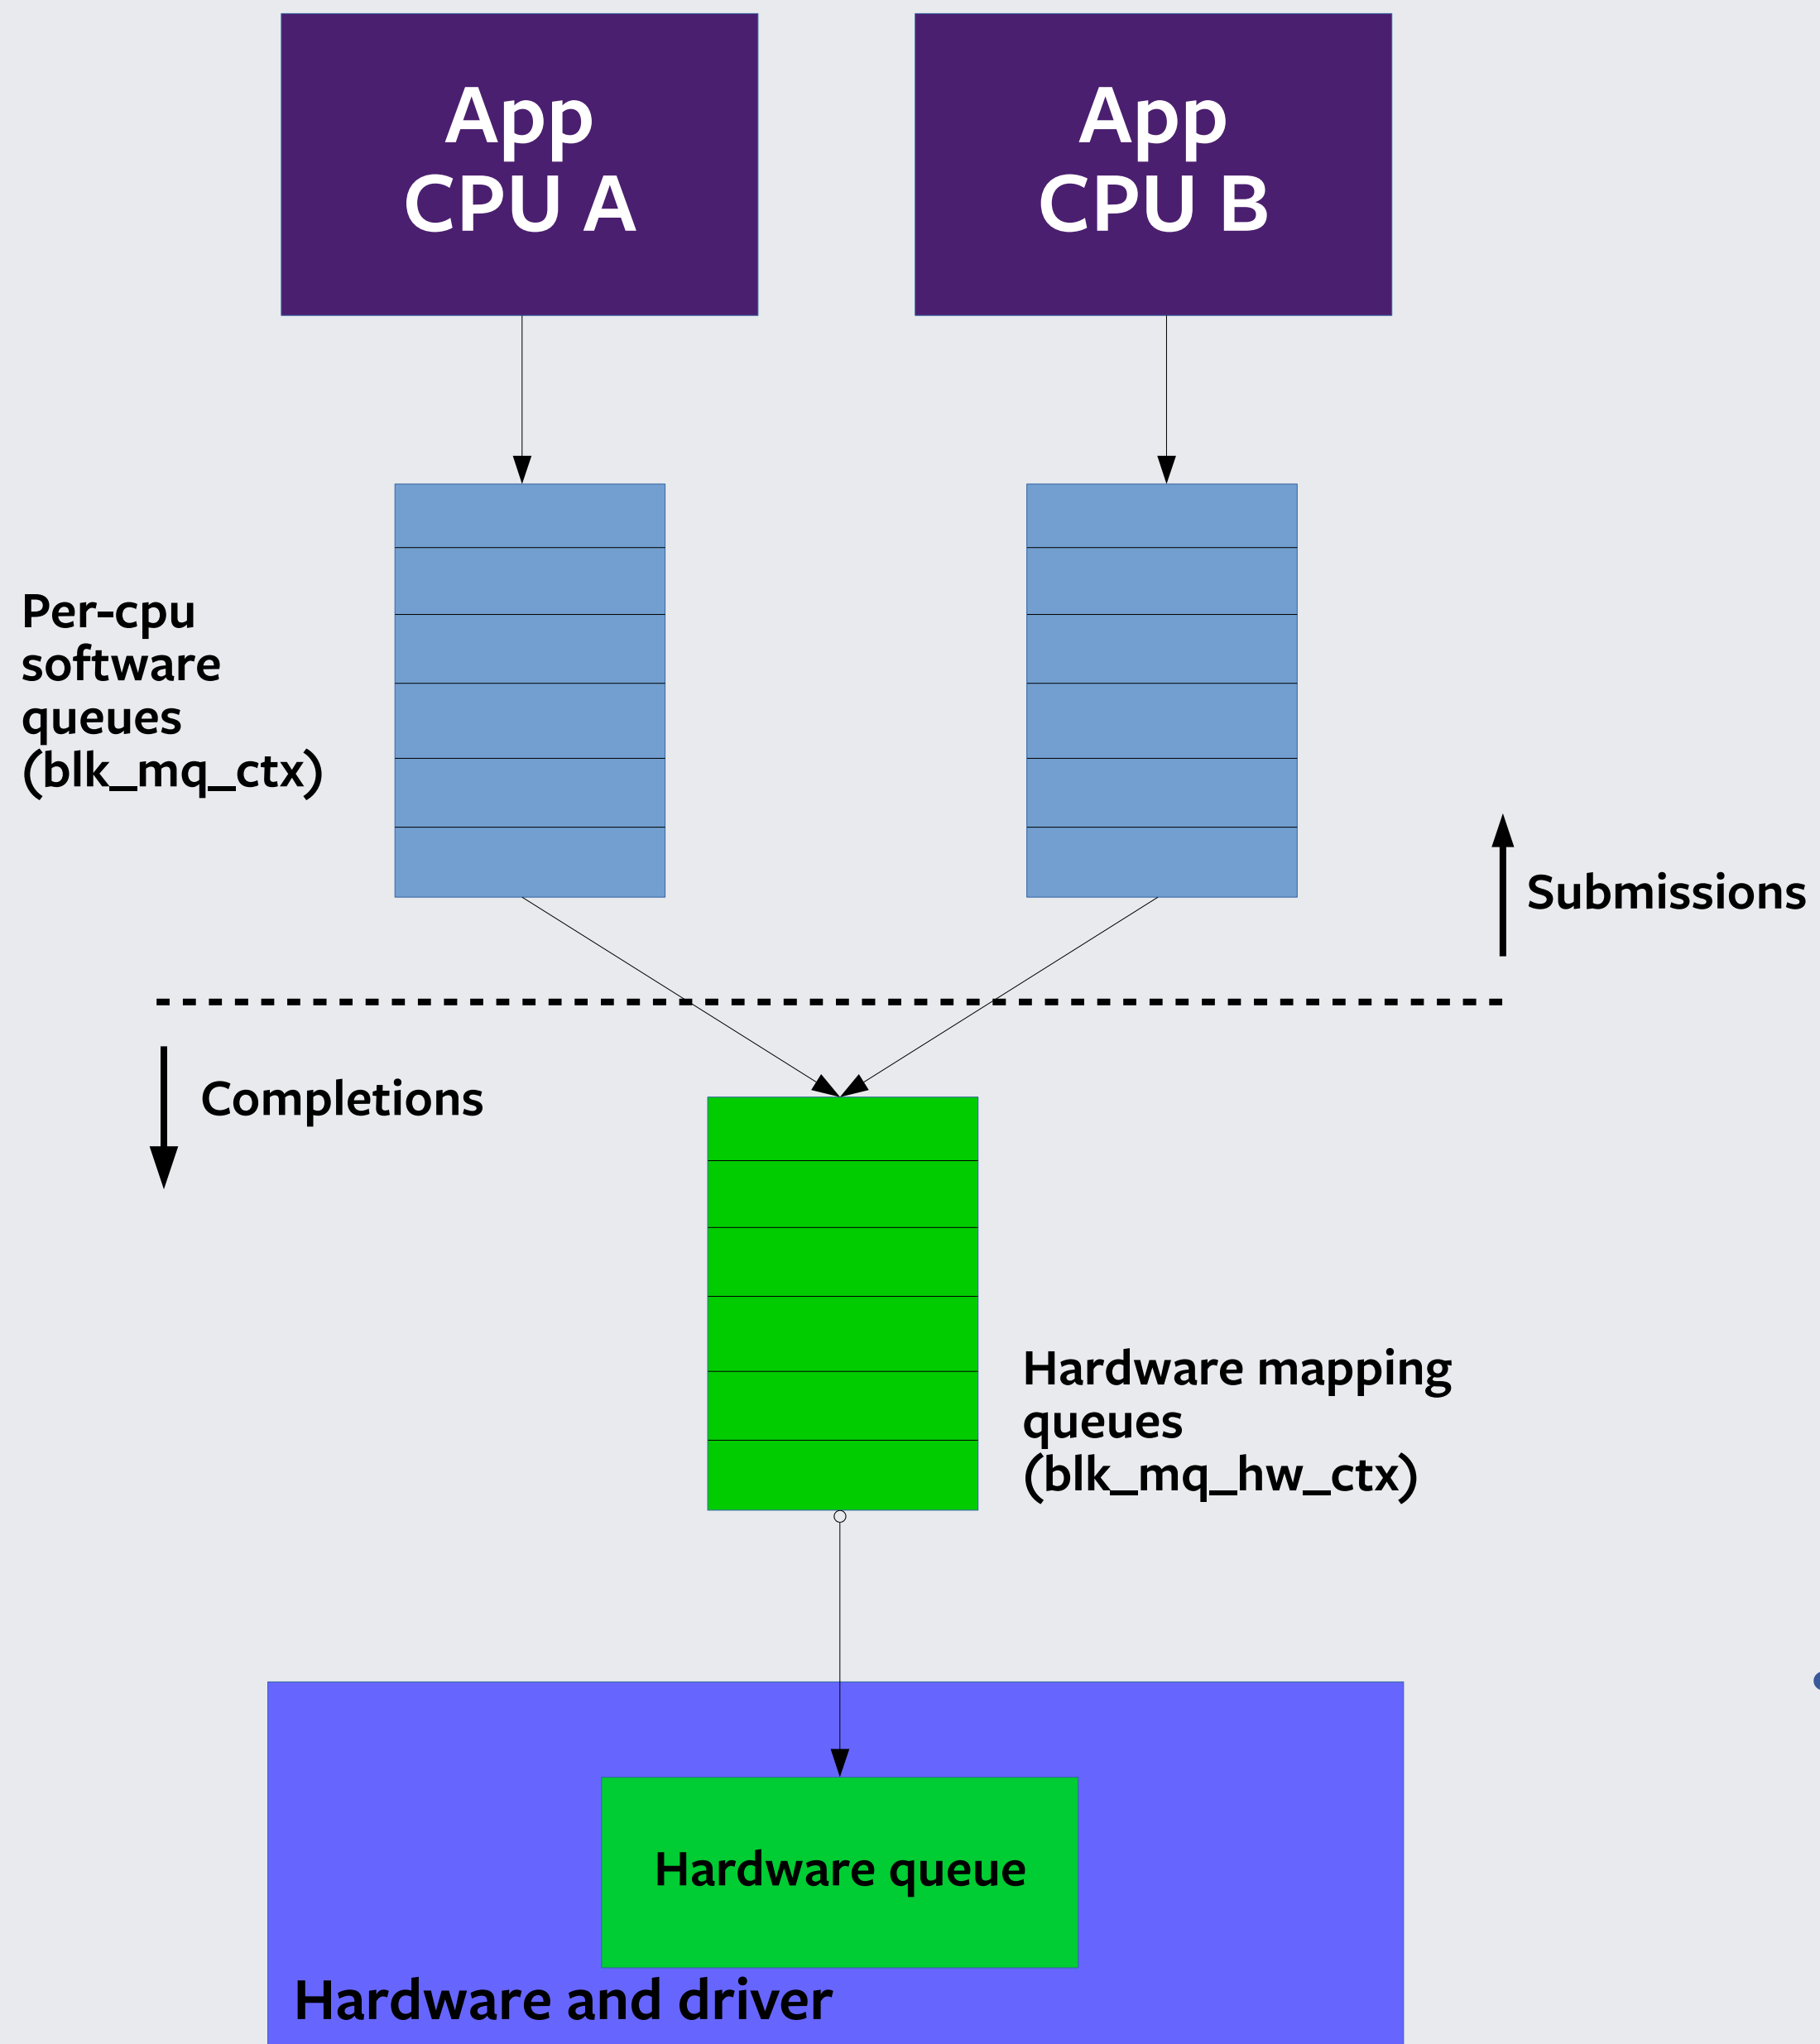 App
CPU A
App
CPU B
Per-cpu
software
queues
(blk_mq_ctx)
Submissions
Completions
Hardware mapping
queues
(blk_mq_hw_ctx)
Hardware queue
Hardware and driver